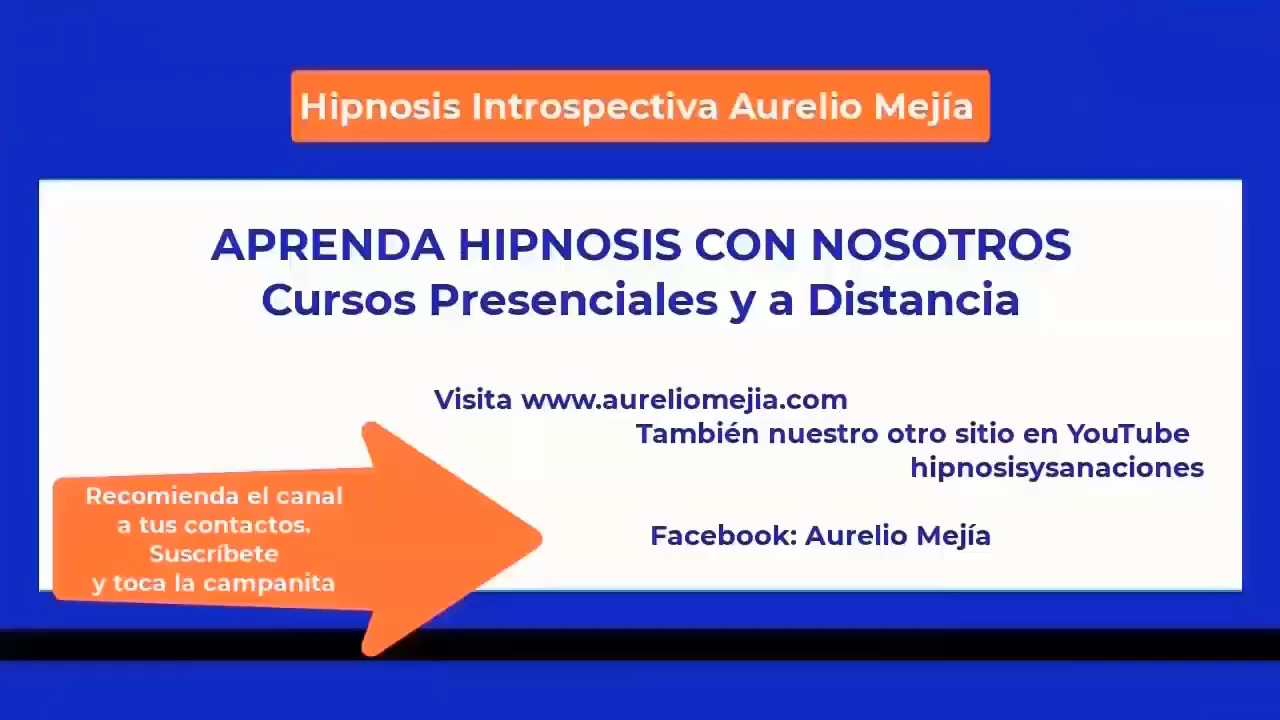 Hipnosis Introspectiva Aurelio Mejía
APRENDA HIPNOSIS CON NOSOTROS
Cursos Presenciales y a Distancia
Visita www.aureliomejia.com
También nuestro otro sitio en YouTube
hipnosisysanaciones
Facebook: Aurelio Mejía
Recomienda el canal
a tus contactos.
Suscríbete
y toca la campanita